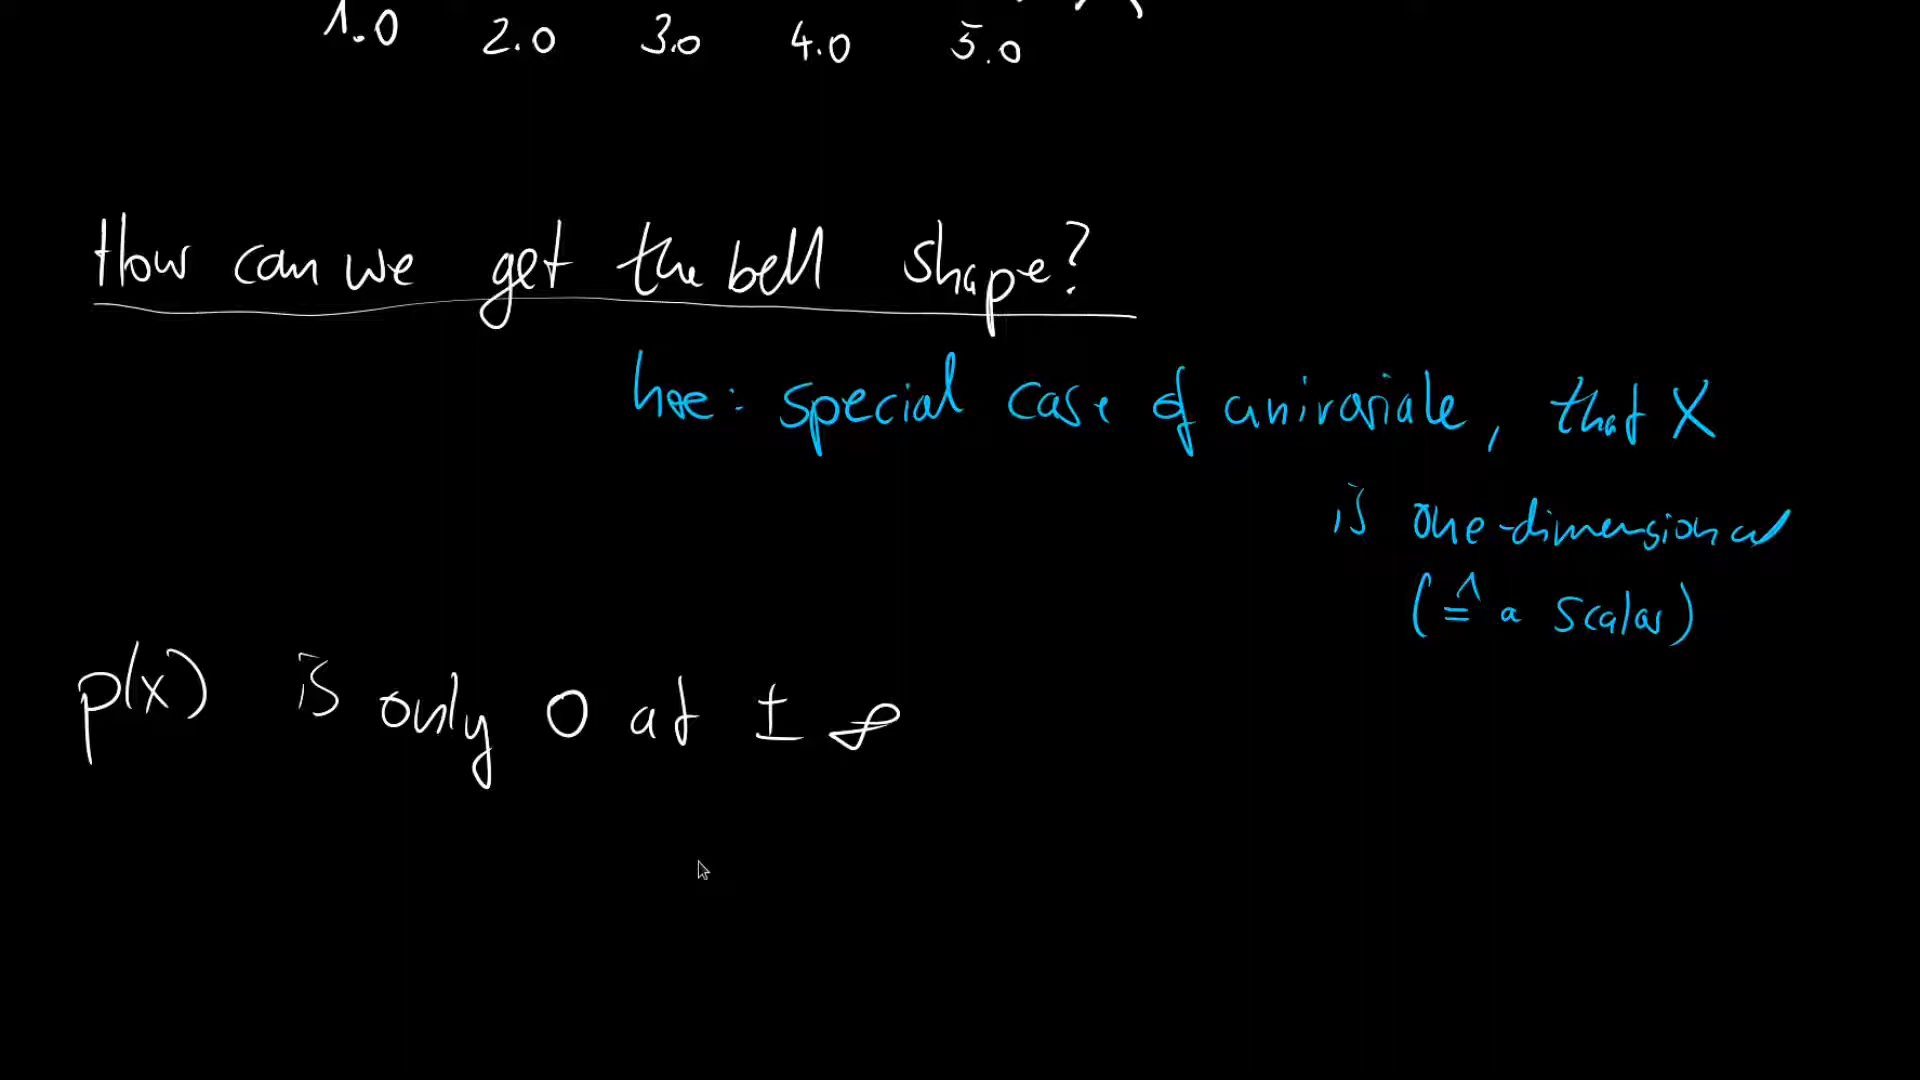 1.0 2.0 3.0 4.0 5.0
How can we get the bell shape?
here: special case of univariate, that X
is one-dimensional
(≙ a scalar)
p(x) is only 0 at ± ∞